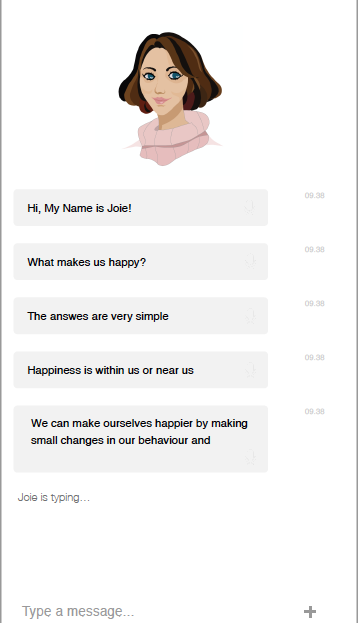 Hi, My Name is Joie!
09.38
What makes us happy?
09.38
The answes are very simple
09.38
Happiness is within us or near us
09.38
We can make ourselves happier by making
small changes in our behaviour and
09.38
Joie is typing...
Type a message...
+